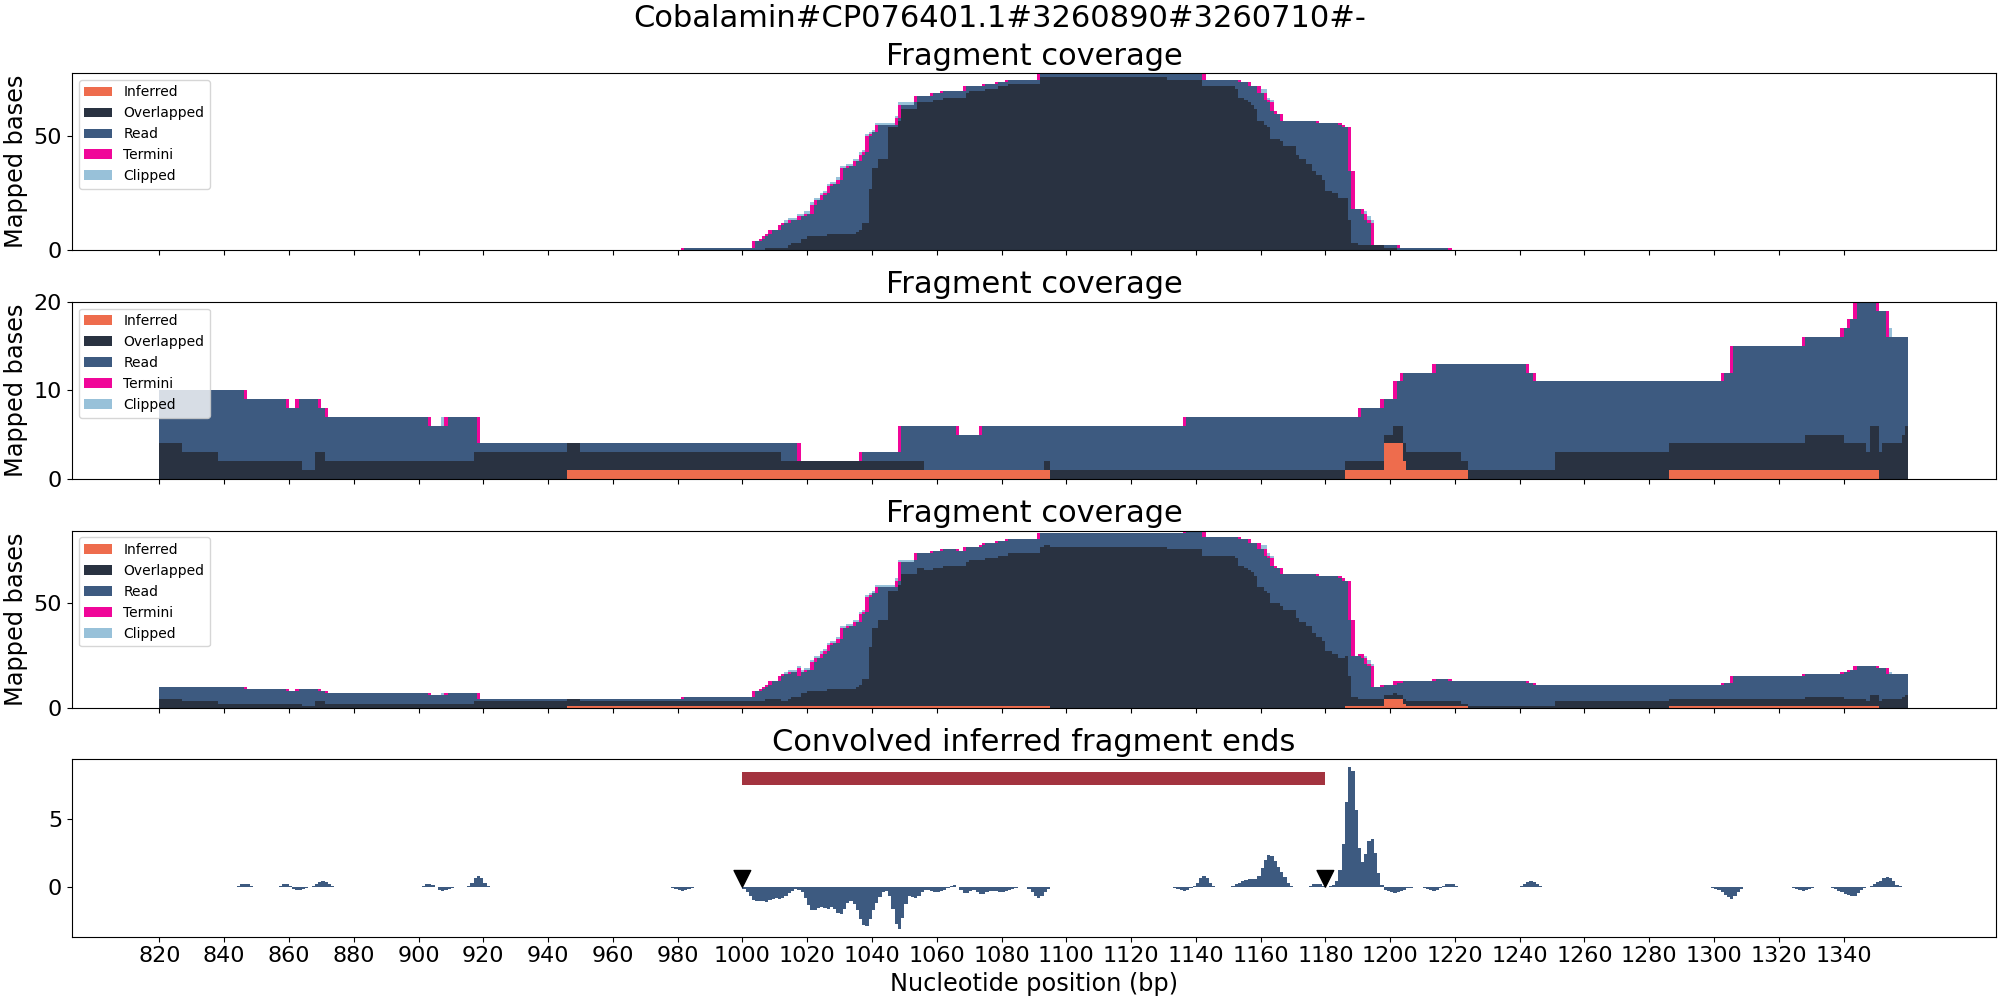 Cobalamin#CP076401.1#3260890#3260710#-
Fragment coverage
Mapped bases
50
0
Inferred
Overlapped
Read
Termini
Clipped
Fragment coverage
Mapped bases
20
10
0
Inferred
Overlapped
Read
Termini
Clipped
Fragment coverage
Mapped bases
50
0
Inferred
Overlapped
Read
Termini
Clipped
Convolved inferred fragment ends
5
0
820 840 860 880 900 920 940 960 980 1000 1020 1040 1060 1080 1100 1120 1140 1160 1180 1200 1220 1240 1260 1280 1300 1320 1340
Nucleotide position (bp)